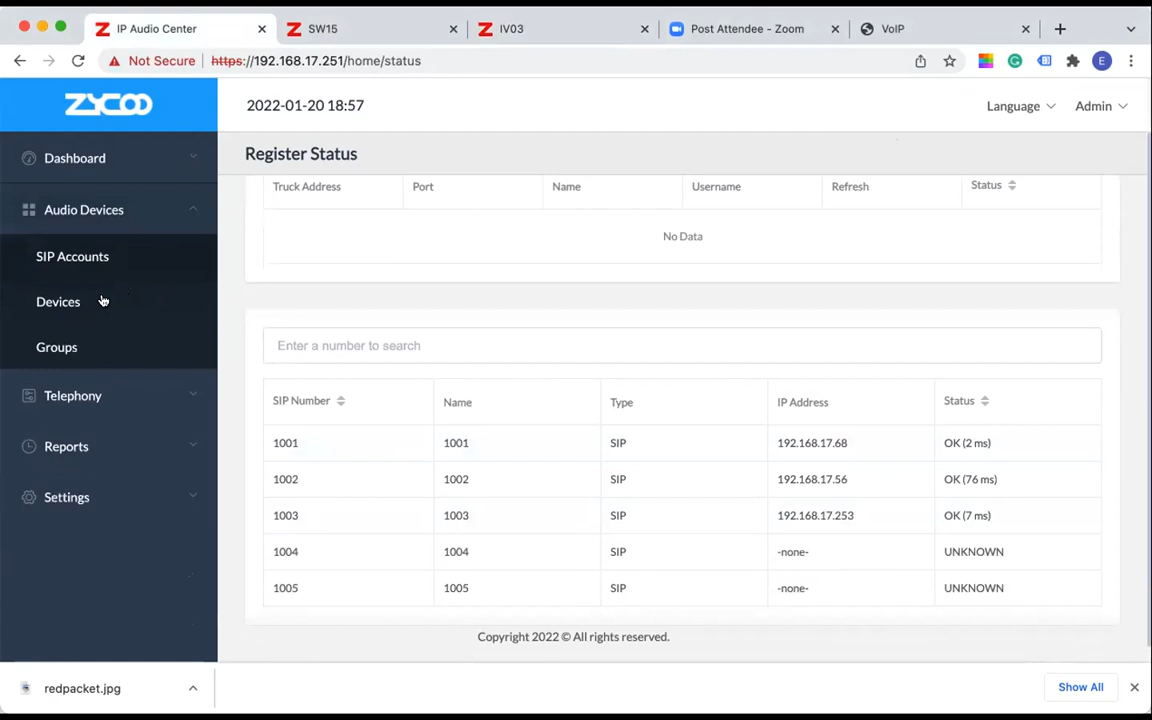 IP Audio Center
SW15
IV03
Post Attendee - Zoom
VoIP
Not Secure https://192.168.17.251/home/status
E
ZYCOO
2022-01-20 18:57
Language
Admin
Dashboard
Register Status
Truck Address Port Name Username Refresh Status
Audio Devices
No Data
SIP Accounts
Devices
Groups
Enter a number to search
Telephony
SIP Number Name Type IP Address Status
Reports
1001 1001 SIP 192.168.17.68 OK (2 ms)
1002 1002 SIP 192.168.17.56 OK (76 ms)
Settings
1003 1003 SIP 192.168.17.253 OK (7 ms)
1004 1004 SIP -none- UNKNOWN
1005 1005 SIP -none- UNKNOWN
Copyright 2022 © All rights reserved.
redpacket.jpg
Show All